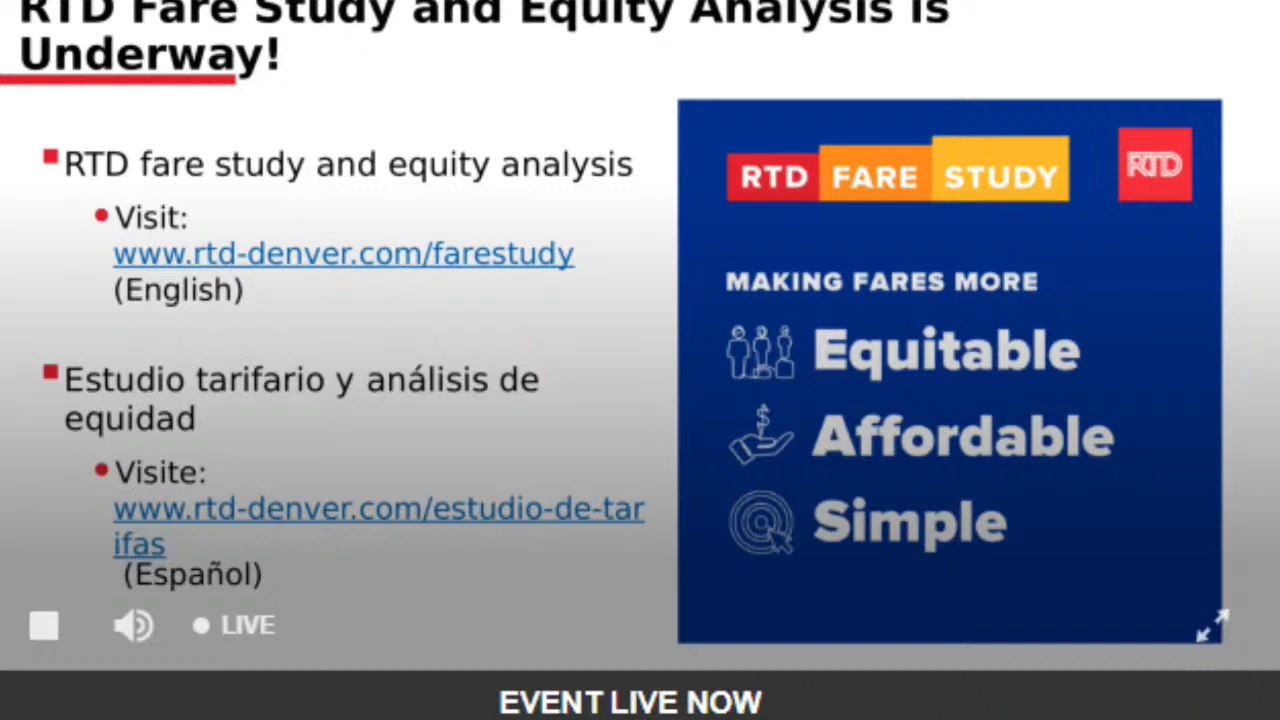 RTD Fare Study and Equity Analysis is
Underway!
RTD fare study and equity analysis
Visit:
www.rtd-denver.com/farestudy
(English)
Estudio tarifario y análisis de
equidad
Visite:
www.rtd-denver.com/estudio-de-tar
ifas
(Español)
RTD FARE STUDY
RTD
MAKING FARES MORE
Equitable
$
Affordable
Simple
LIVE
EVENT LIVE NOW